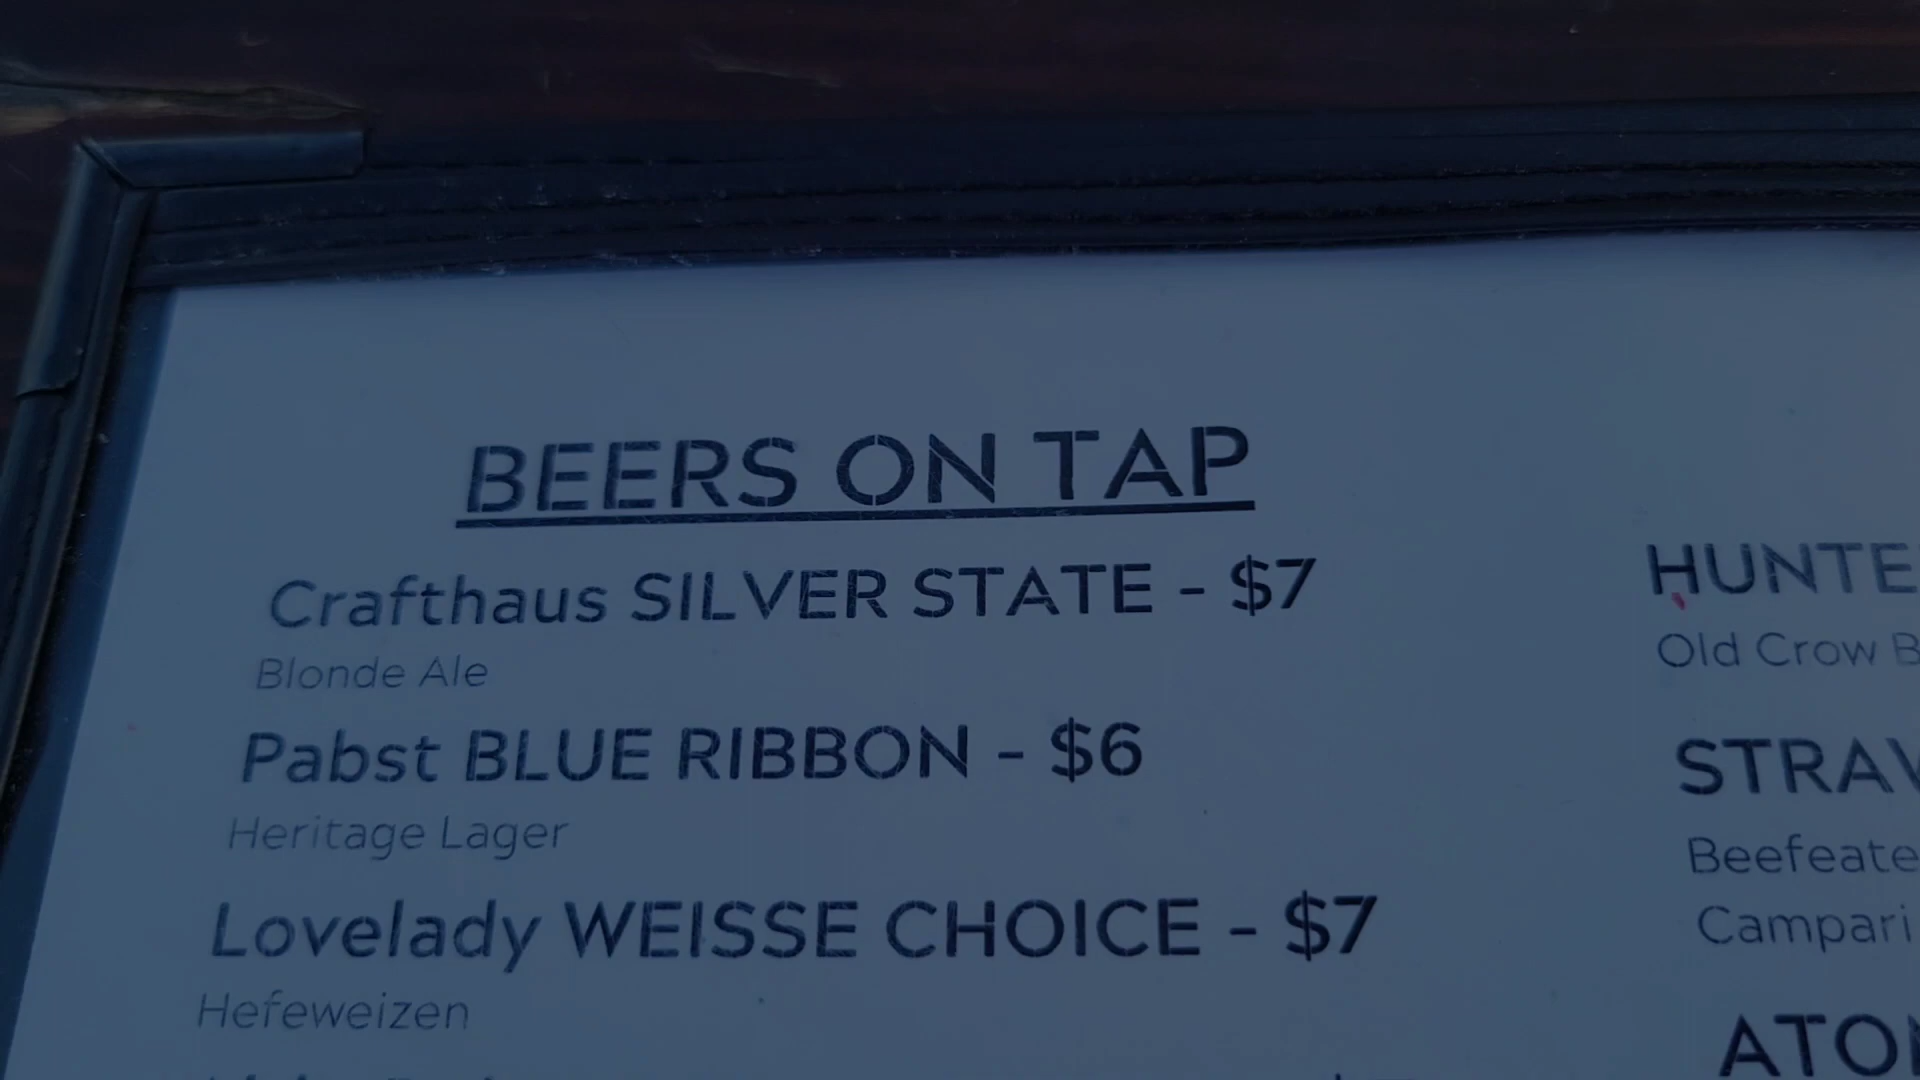 BEERS ON TAP
Crafthaus SILVER STATE - $7
Blonde Ale
Pabst BLUE RIBBON - $6
Heritage Lager
Lovelady WEISSE CHOICE - $7
Hefeweizen
HUNTE
Old Crow B
STRAW
Beefeate
Campari
ATO